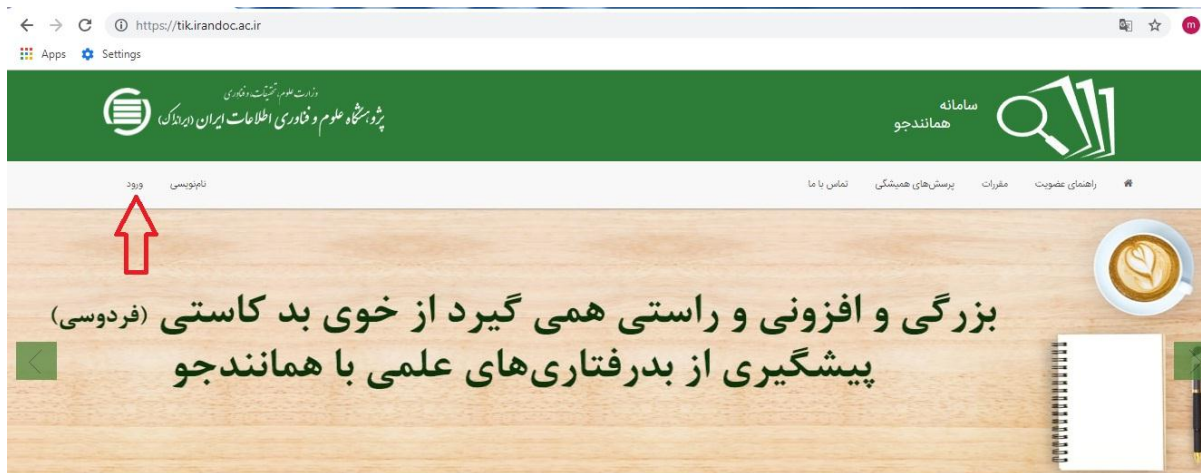 https://tik.irandoc.ac.ir
m
Apps Settings
سامانه
همانندجو
وزارت علوم، تحقیقات و فناوری
پژوهشگاه علوم و فناوری اطلاعات ایران (ایرانداک)
راهنمای عضویت مقررات پرسش‌های همیشگی تماس با ما نام‌نویسی ورود
بزرگی و افزونی و راستی همی گیرد از خوی بد کاستی (فردوسی)
پیشگیری از بدرفتاری‌های علمی با همانندجو